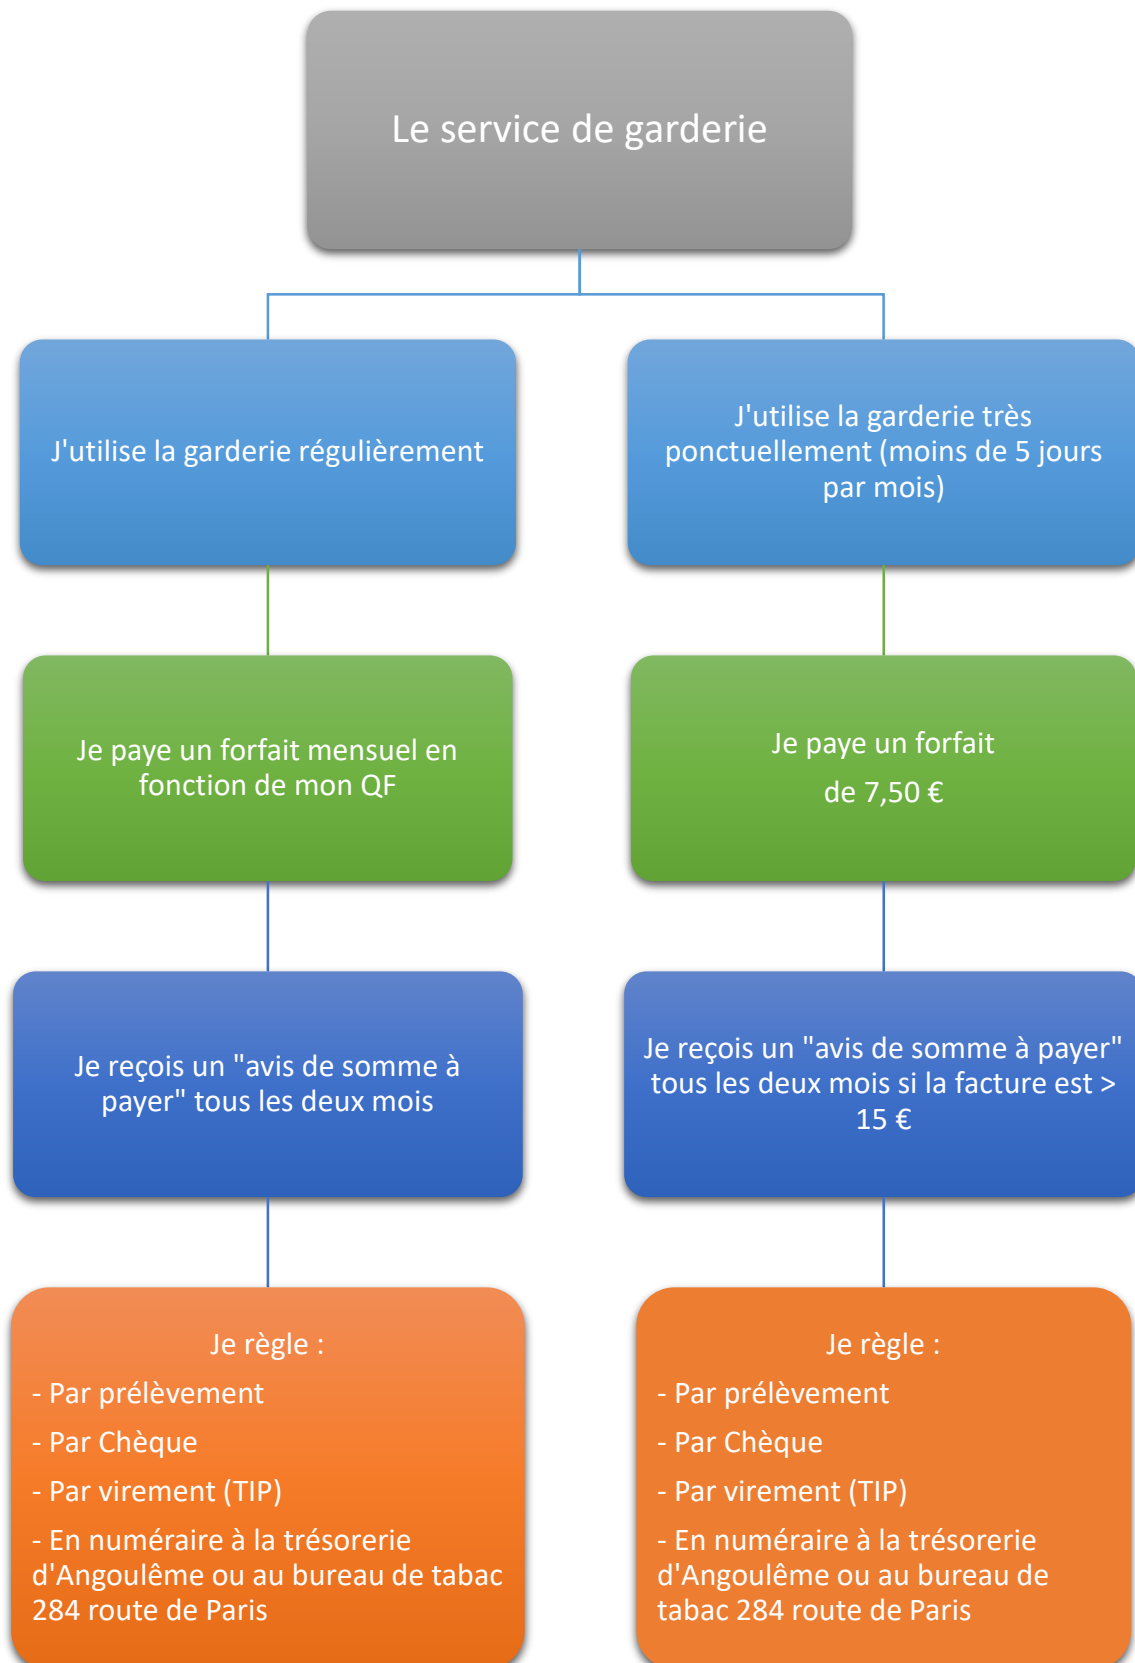 Le service de garderie
J'utilise la garderie régulièrement
J'utilise la garderie très
ponctuellement (moins de 5 jours
par mois)
Je paye un forfait mensuel en
fonction de mon QF
Je paye un forfait
de 7,50 €
Je reçois un "avis de somme à
payer" tous les deux mois
Je reçois un "avis de somme à payer"
tous les deux mois si la facture est >
15 €
Je règle :
- Par prélèvement
- Par Chèque
- Par virement (TIP)
- En numéraire à la trésorerie
d'Angoulême ou au bureau de tabac
284 route de Paris
Je règle :
- Par prélèvement
- Par Chèque
- Par virement (TIP)
- En numéraire à la trésorerie
d'Angoulême ou au bureau de
tabac 284 route de Paris